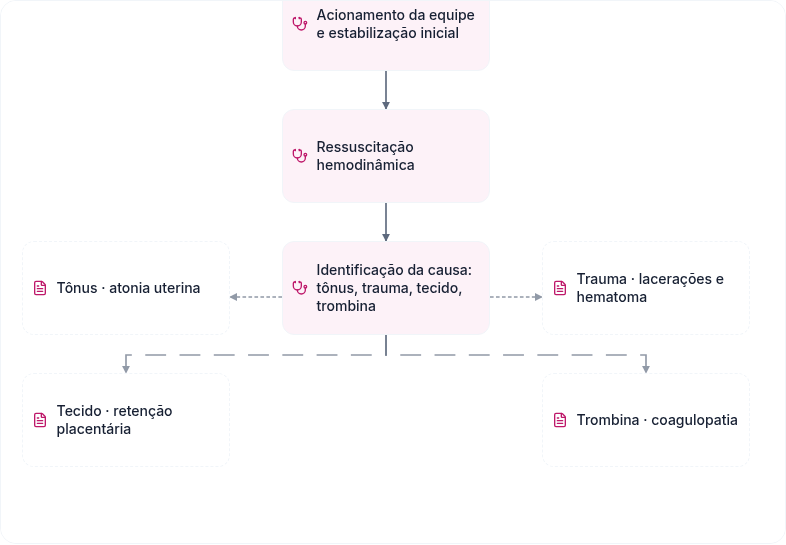 Acionamento da equipe
e estabilização inicial
Ressuscitação
hemodinâmica
Identificação da causa:
tônus, trauma, tecido,
trombina
Tônus · atonia uterina
Trauma · lacerações e
hematoma
Tecido · retenção
placentária
Trombina · coagulopatia